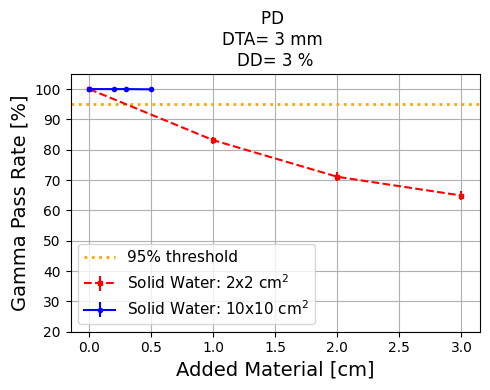 PD
DTA= 3 mm
DD= 3 %
Gamma Pass Rate [%]
100
90
80
70
60
50
40
30
20
95% threshold
Solid Water: 2x2 cm²
Solid Water: 10x10 cm²
0.0 0.5 1.0 1.5 2.0 2.5 3.0
Added Material [cm]